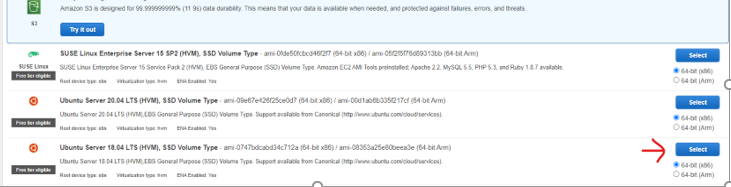 Amazon S3 is designed for 99.999999999% (11 9s) data durability. This means that your data is available when needed, and protected against failures, errors, and threats.
S3
Try it out
SUSE Linux Enterprise Server 15 SP2 (HVM), SSD Volume Type - ami-0fde50fcbcd46f2f7 (64-bit x86) / ami-05f2f5f76d89313bb (64-bit Arm)
Select
SUSE Linux
SUSE Linux Enterprise Server 15 Service Pack 2 (HVM), EBS General Purpose (SSD) Volume Type. Amazon EC2 AMI Tools preinstalled; Apache 2.2, MySQL 5.5, PHP 5.3, and Ruby 1.8.7 available.
64-bit (x86)
Free tier eligible
64-bit (Arm)
Root device type: ebs Virtualization type: hvm ENA Enabled: Yes
Ubuntu Server 20.04 LTS (HVM), SSD Volume Type - ami-09e67e426f25ce0d7 (64-bit x86) / ami-00d1ab6b335f217cf (64-bit Arm)
Select
Ubuntu Server 20.04 LTS (HVM),EBS General Purpose (SSD) Volume Type. Support available from Canonical (http://www.ubuntu.com/cloud/services).
64-bit (x86)
Free tier eligible
64-bit (Arm)
Root device type: ebs Virtualization type: hvm ENA Enabled: Yes
Ubuntu Server 18.04 LTS (HVM), SSD Volume Type - ami-0747bdcabd34c712a (64-bit x86) / ami-08353a25e80beea3e (64-bit Arm)
Select
Ubuntu Server 18.04 LTS (HVM),EBS General Purpose (SSD) Volume Type. Support available from Canonical (http://www.ubuntu.com/cloud/services).
64-bit (x86)
Free tier eligible
64-bit (Arm)
Root device type: ebs Virtualization type: hvm ENA Enabled: Yes